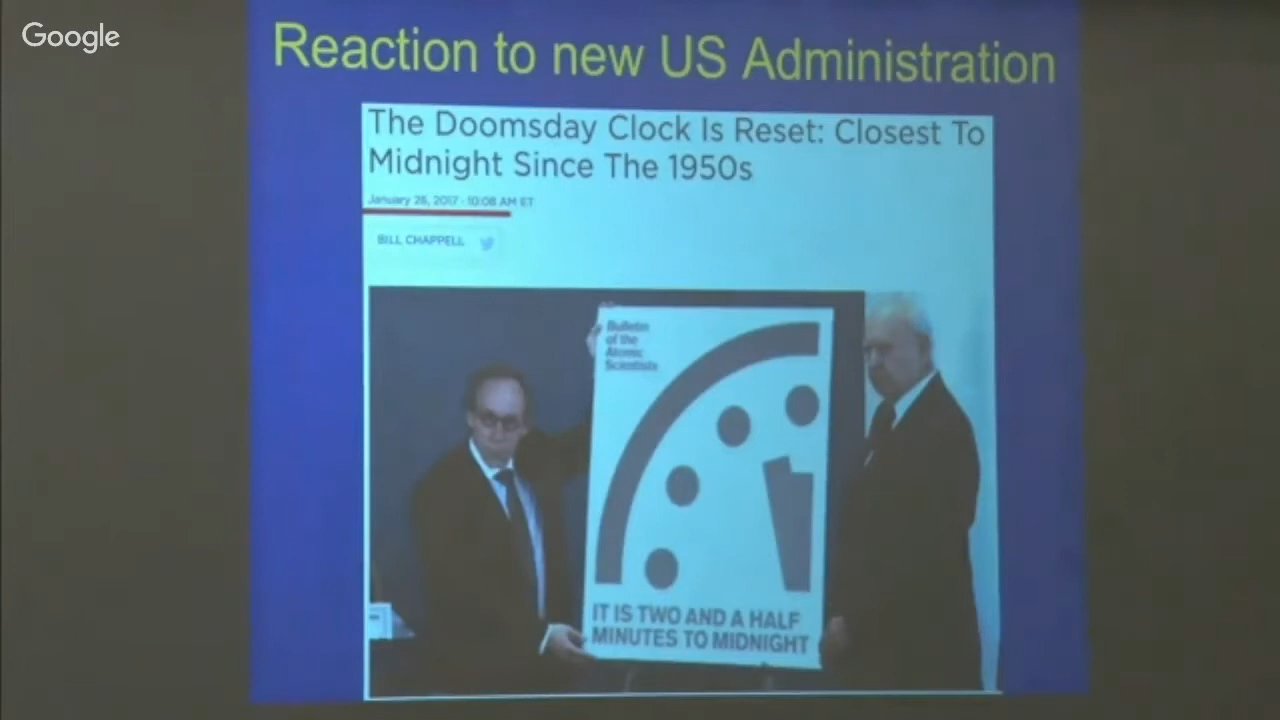 Google
Reaction to new US Administration
The Doomsday Clock Is Reset: Closest To
Midnight Since The 1950s
January 26, 2017 · 10:08 AM ET
BILL CHAPPELL
Bulletin
of the
Atomic
Scientists
IT IS TWO AND A HALF
MINUTES TO MIDNIGHT